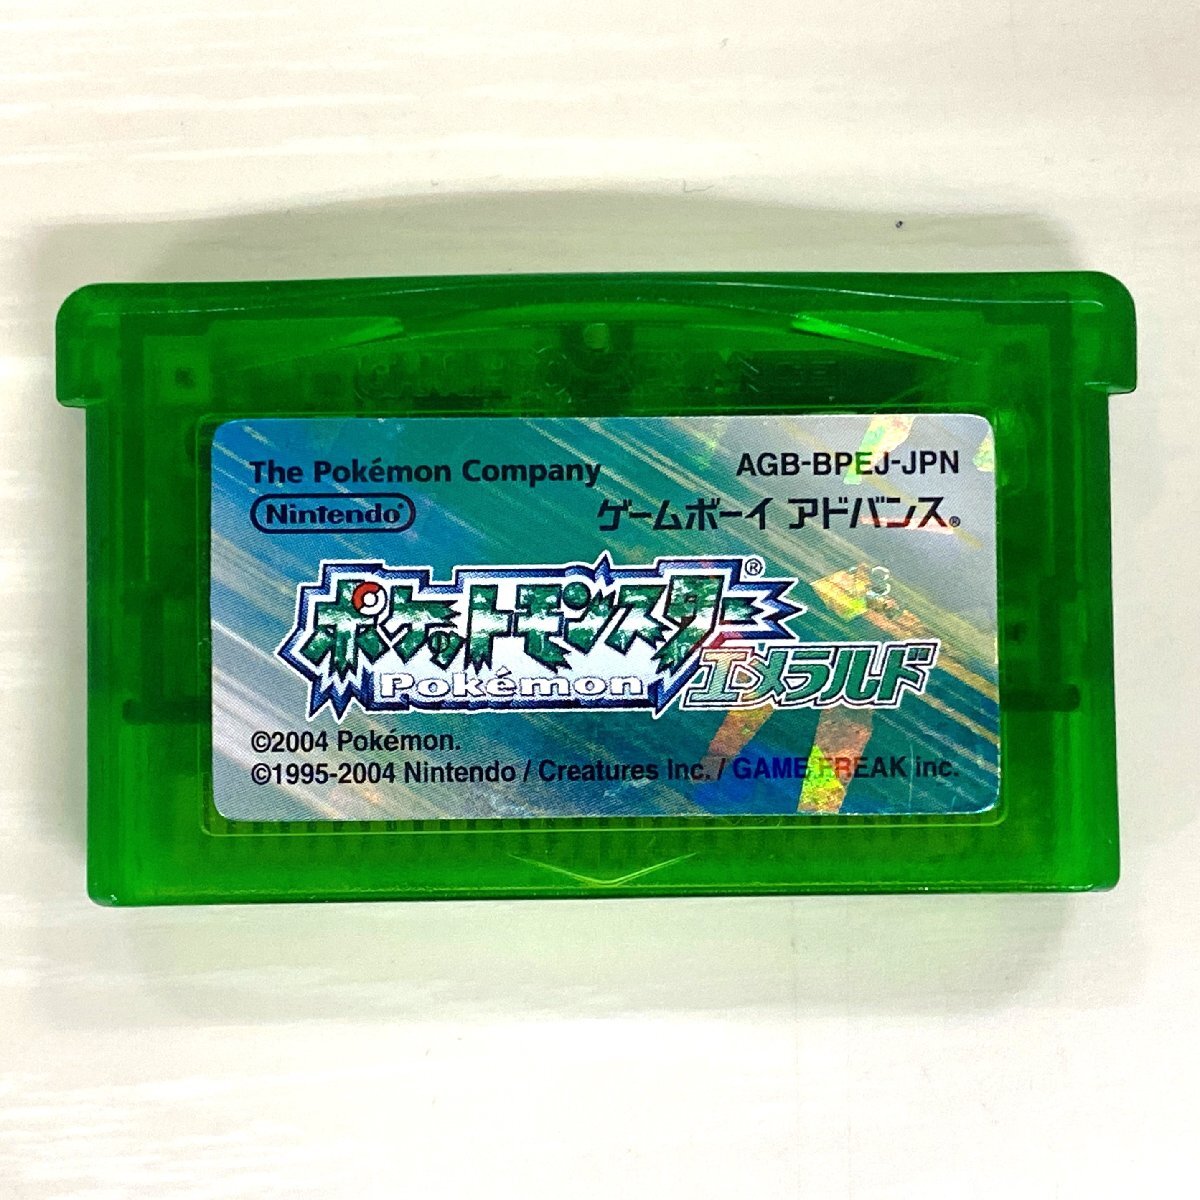 The Pokémon Company
AGB-BPEJ-JPN
Nintendo®
ゲームボーイ アドバンス®
ポケットモンスター®
Pokémon
エメラルド
©2004 Pokémon.
©1995-2004 Nintendo / Creatures inc. / GAME FREAK inc.